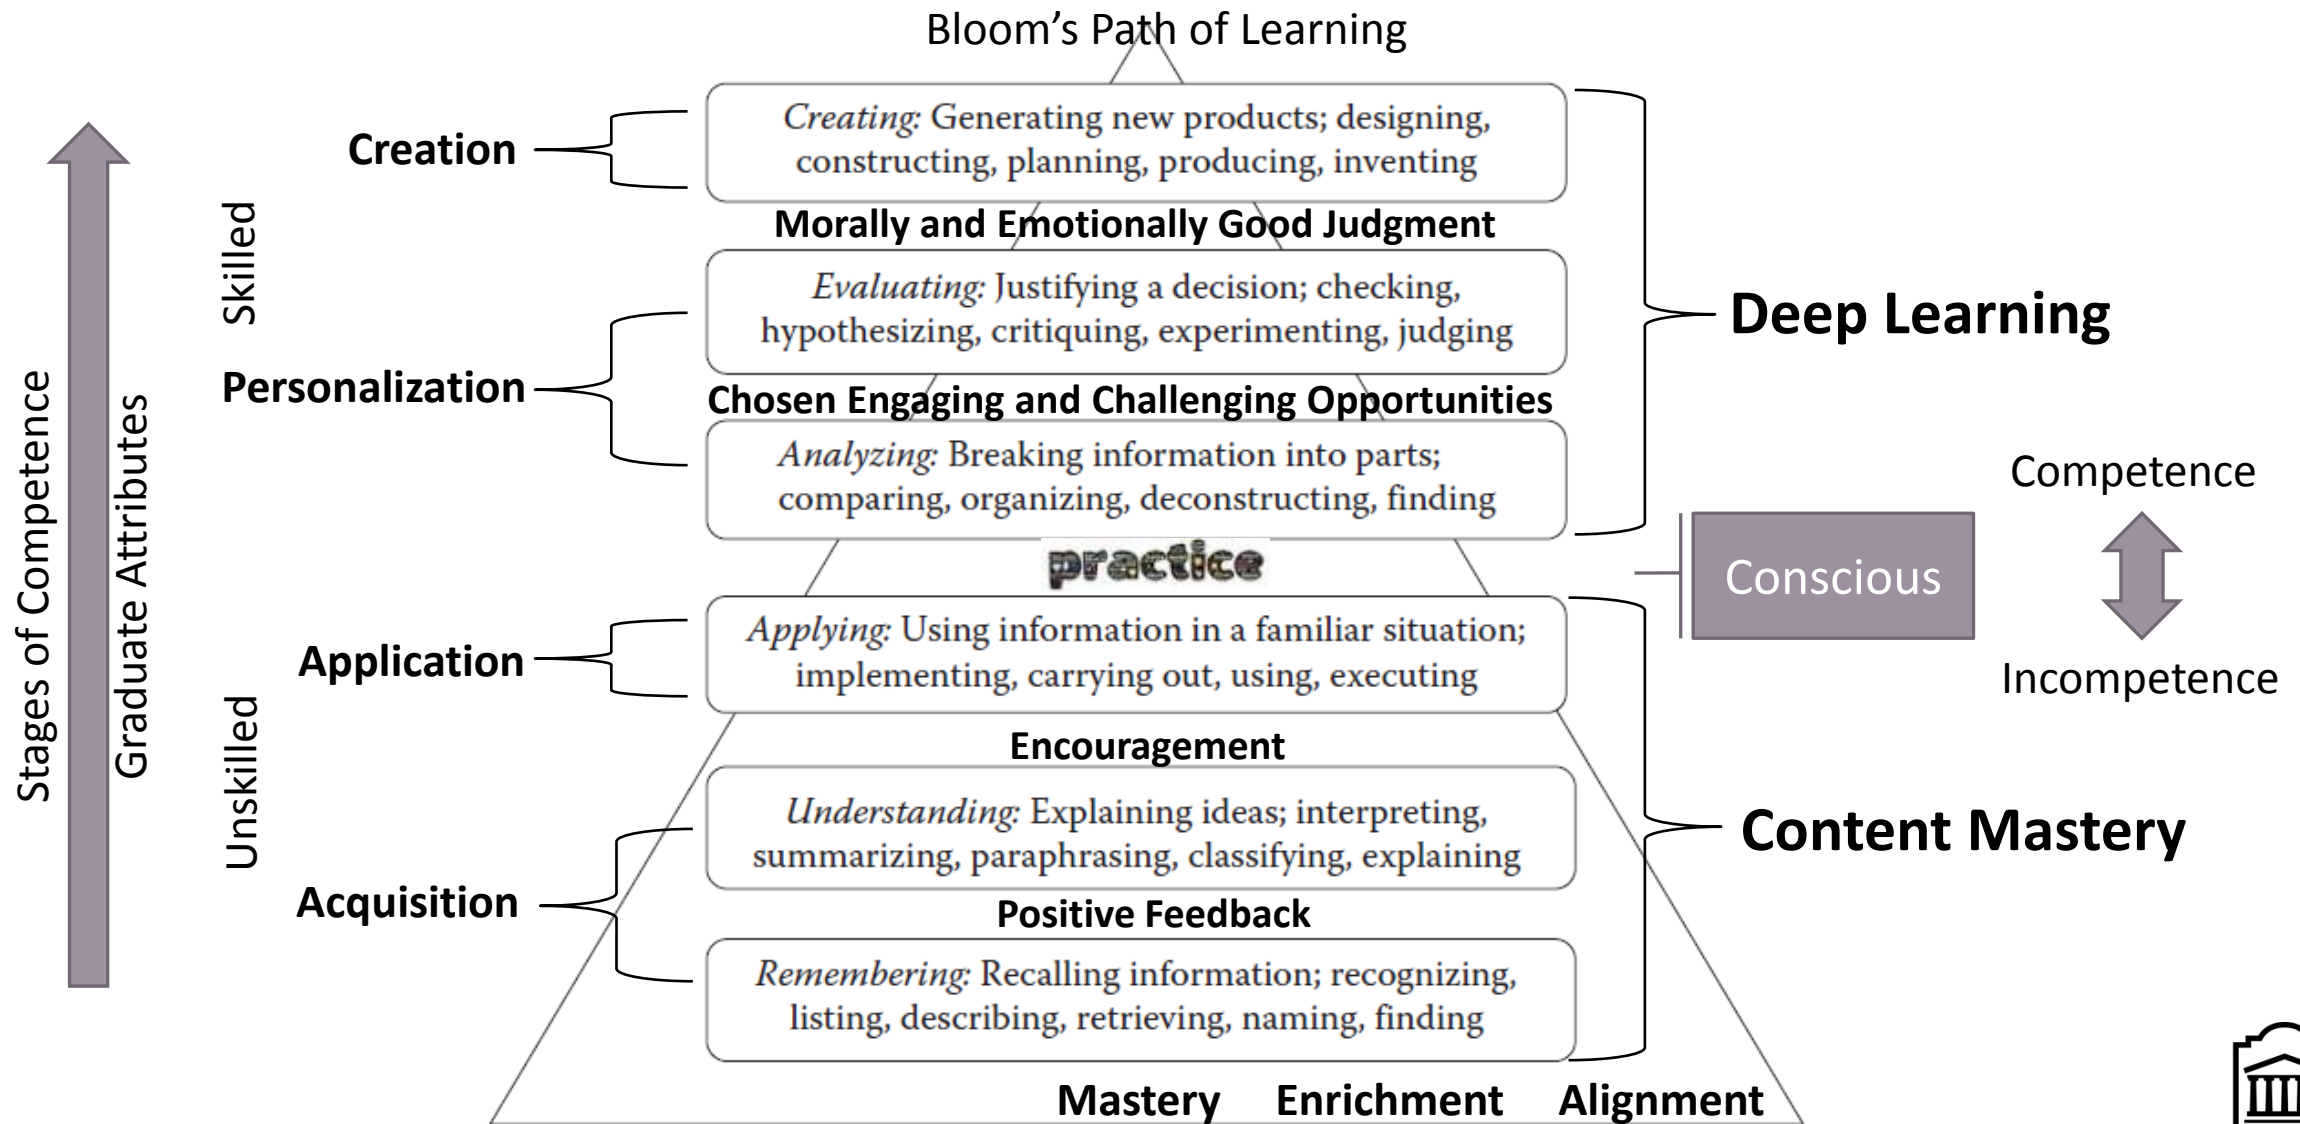 Bloom's Path of Learning
Creation
Creating: Generating new products; designing,
constructing, planning, producing, inventing
Morally and Emotionally Good Judgment
Skilled
Evaluating: Justifying a decision; checking,
hypothesizing, critiquing, experimenting, judging
Deep Learning
Personalization
Chosen Engaging and Challenging Opportunities
Analyzing: Breaking information into parts;
comparing, organizing, deconstructing, finding
Stages of Competence
Graduate Attributes
practice
Conscious
Competence
Incompetence
Application
Applying: Using information in a familiar situation;
implementing, carrying out, using, executing
Encouragement
Unskilled
Understanding: Explaining ideas; interpreting,
summarizing, paraphrasing, classifying, explaining
Content Mastery
Acquisition
Positive Feedback
Remembering: Recalling information; recognizing,
listing, describing, retrieving, naming, finding
Mastery Enrichment Alignment